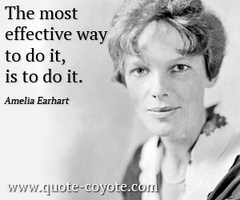 The most
effective way
to do it,
is to do it.
Amelia Earhart
www.quote-coyote.com